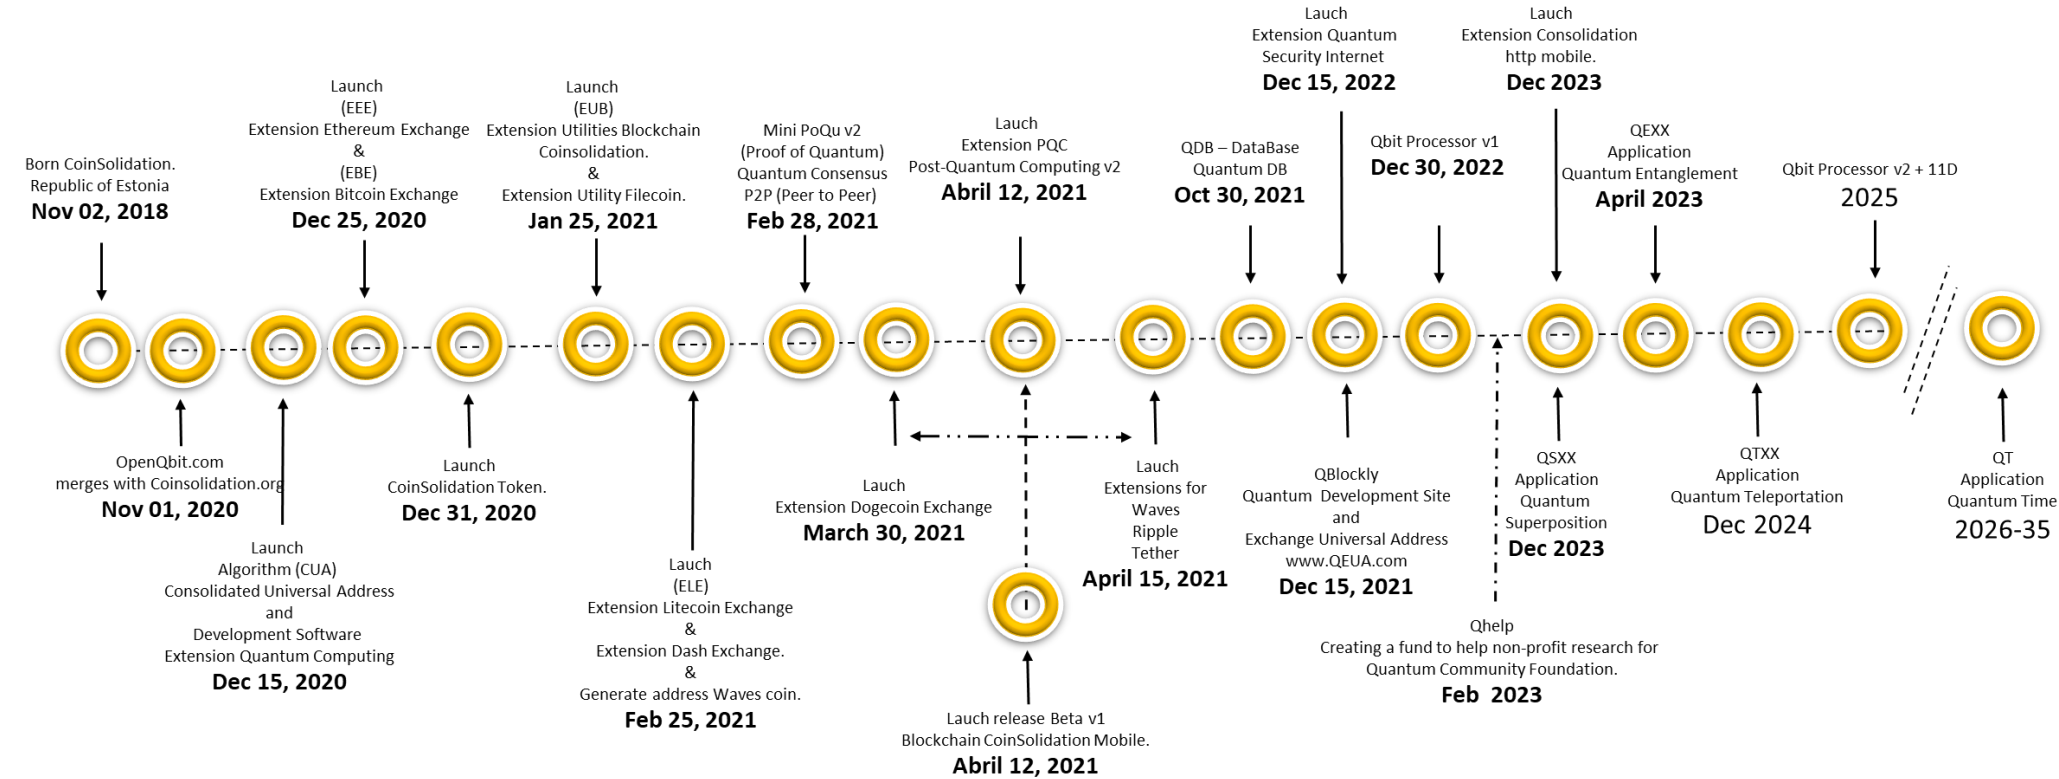 Born CoinSolidation.
Republic of Estonia
Nov 02, 2018
OpenQbit.com
merges with Coinsolidation.org
Nov 01, 2020
Launch
Algorithm (CUA)
Consolidated Universal Address
and
Development Software
Extension Quantum Computing
Dec 15, 2020
Launch
(EEE)
Extension Ethereum Exchange
&
(EBE)
Extension Bitcoin Exchange
Dec 25, 2020
Launch
CoinSolidation Token.
Dec 31, 2020
Launch
(EUB)
Extension Utilities Blockchain
Coinsolidation.
&
Extension Utility Filecoin.
Jan 25, 2021
Lauch
(ELE)
Extension Litecoin Exchange
&
Extension Dash Exchange.
&
Generate address Waves coin.
Feb 25, 2021
Mini PoQu v2
(Proof of Quantum)
Quantum Consensus
P2P (Peer to Peer)
Feb 28, 2021
Lauch
Extension Dogecoin Exchange
March 30, 2021
Lauch
Extension PQC
Post-Quantum Computing v2
Abril 12, 2021
Lauch release Beta v1
Blockchain CoinSolidation Mobile.
Abril 12, 2021
Lauch
Extensions for
Waves
Ripple
Tether
April 15, 2021
QDB – DataBase
Quantum DB
Oct 30, 2021
Lauch
Extension Quantum
Security Internet
Dec 15, 2022
QBlockly
Quantum Development Site
and
Exchange Universal Address
www.QEUA.com
Dec 15, 2021
Qbit Processor v1
Dec 30, 2022
Qhelp
Creating a fund to help non-profit research for
Quantum Community Foundation.
Feb 2023
Lauch
Extension Consolidation
http mobile.
Dec 2023
QSXX
Application
Quantum
Superposition
Dec 2023
QEXX
Application
Quantum Entanglement
April 2023
QTXX
Application
Quantum Teleportation
Dec 2024
Qbit Processor v2 + 11D
2025
QT
Application
Quantum Time
2026-35